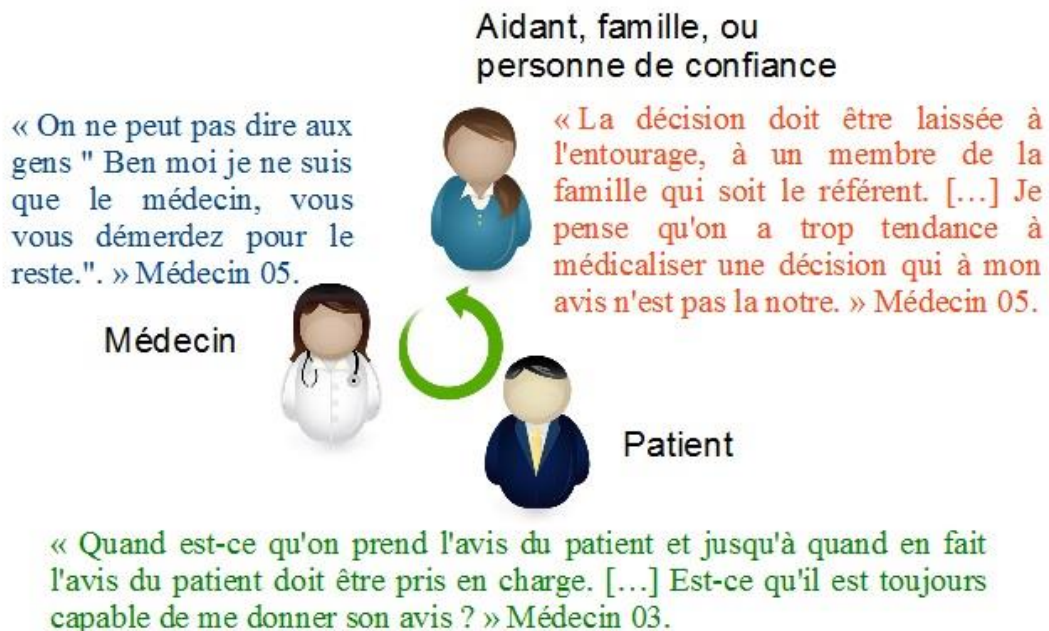 Aidant, famille, ou
personne de confiance
« On ne peut pas dire aux
gens " Ben moi je ne suis
que le médecin, vous
vous démerdez pour le
reste.". » Médecin 05.
« La décision doit être laissée à
l'entourage, à un membre de la
famille qui soit le référent. […] Je
pense qu'on a trop tendance à
médicaliser une décision qui à mon
avis n'est pas la notre. » Médecin 05.
Médecin
Patient
« Quand est-ce qu'on prend l'avis du patient et jusqu'à quand en fait
l'avis du patient doit être pris en charge. […] Est-ce qu'il est toujours
capable de me donner son avis ? » Médecin 03.